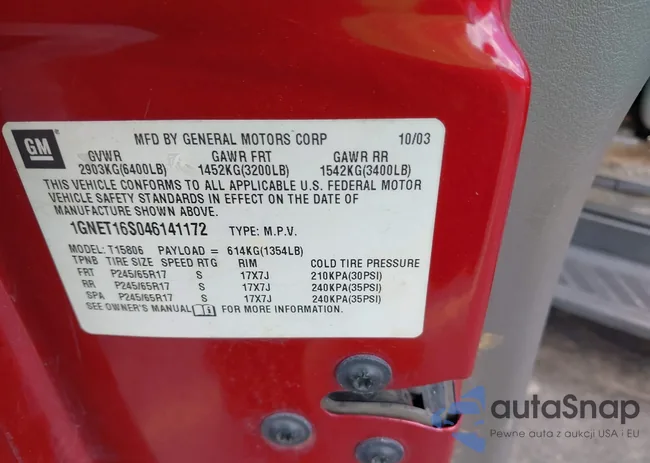 GM
MFD BY GENERAL MOTORS CORP 10/03
GVWR GAWR FRT GAWR RR
2903KG(6400LB) 1452KG(3200LB) 1542KG(3400LB)
THIS VEHICLE CONFORMS TO ALL APPLICABLE U.S. FEDERAL MOTOR
VEHICLE SAFETY STANDARDS IN EFFECT ON THE DATE OF
MANUFACTURE SHOWN ABOVE.
1GNET16S046141172 TYPE: M.P.V.
MODEL: T15806 PAYLOAD = 614KG(1354LB)
TPNB TIRE SIZE SPEED RTG RIM COLD TIRE PRESSURE
FRT P245/65R17 S 17X7J 210KPA(30PSI)
RR P245/65R17 S 17X7J 240KPA(35PSI)
SPA P245/65R17 S 17X7J 240KPA(35PSI)
SEE OWNER'S MANUAL FOR MORE INFORMATION.
autaSnap
Pewne auta z aukcji USA i EU